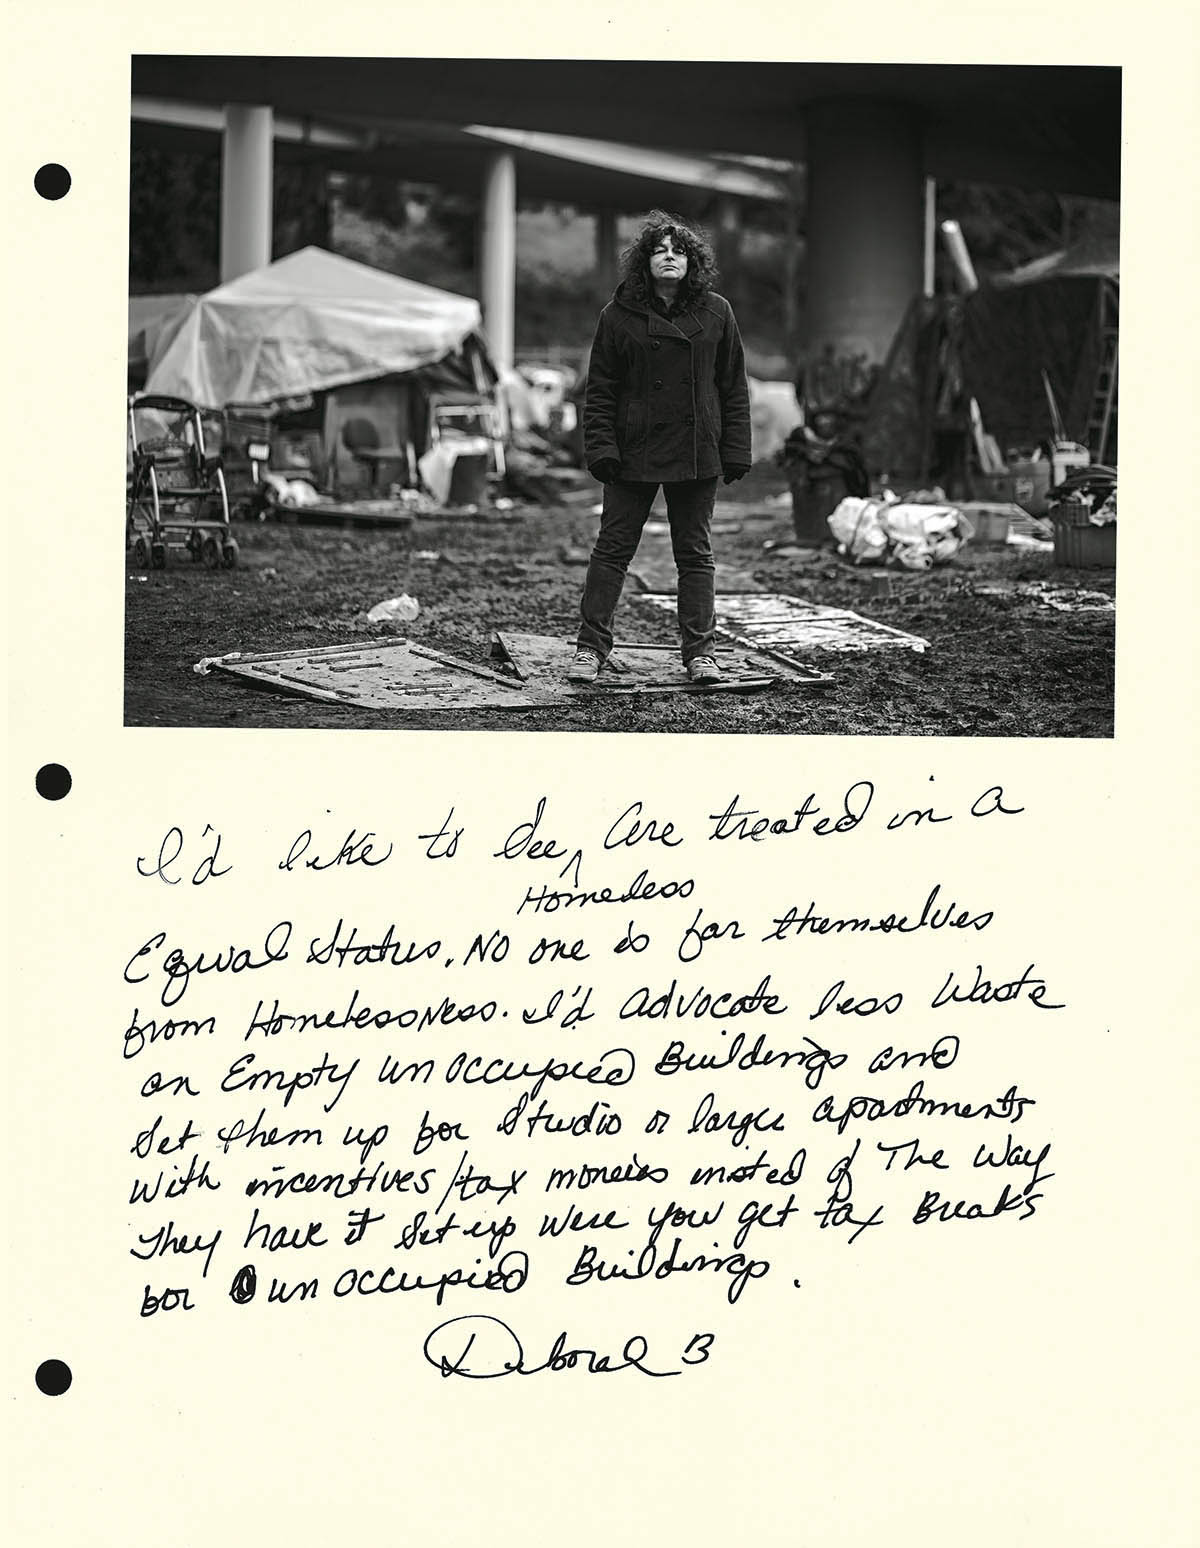 I'd like to See Are treated in a
Homeless
Equal Status. No one is far themselves
from Homelessness. I'd Advocate less Waste
on Empty unoccupied Buildings and
Set them up for Studio or larger apartments
with incentives/tax moneies insted of The Way
They have it Set up Were you get tax Breaks
for unoccupied Buildings.
Deborah B